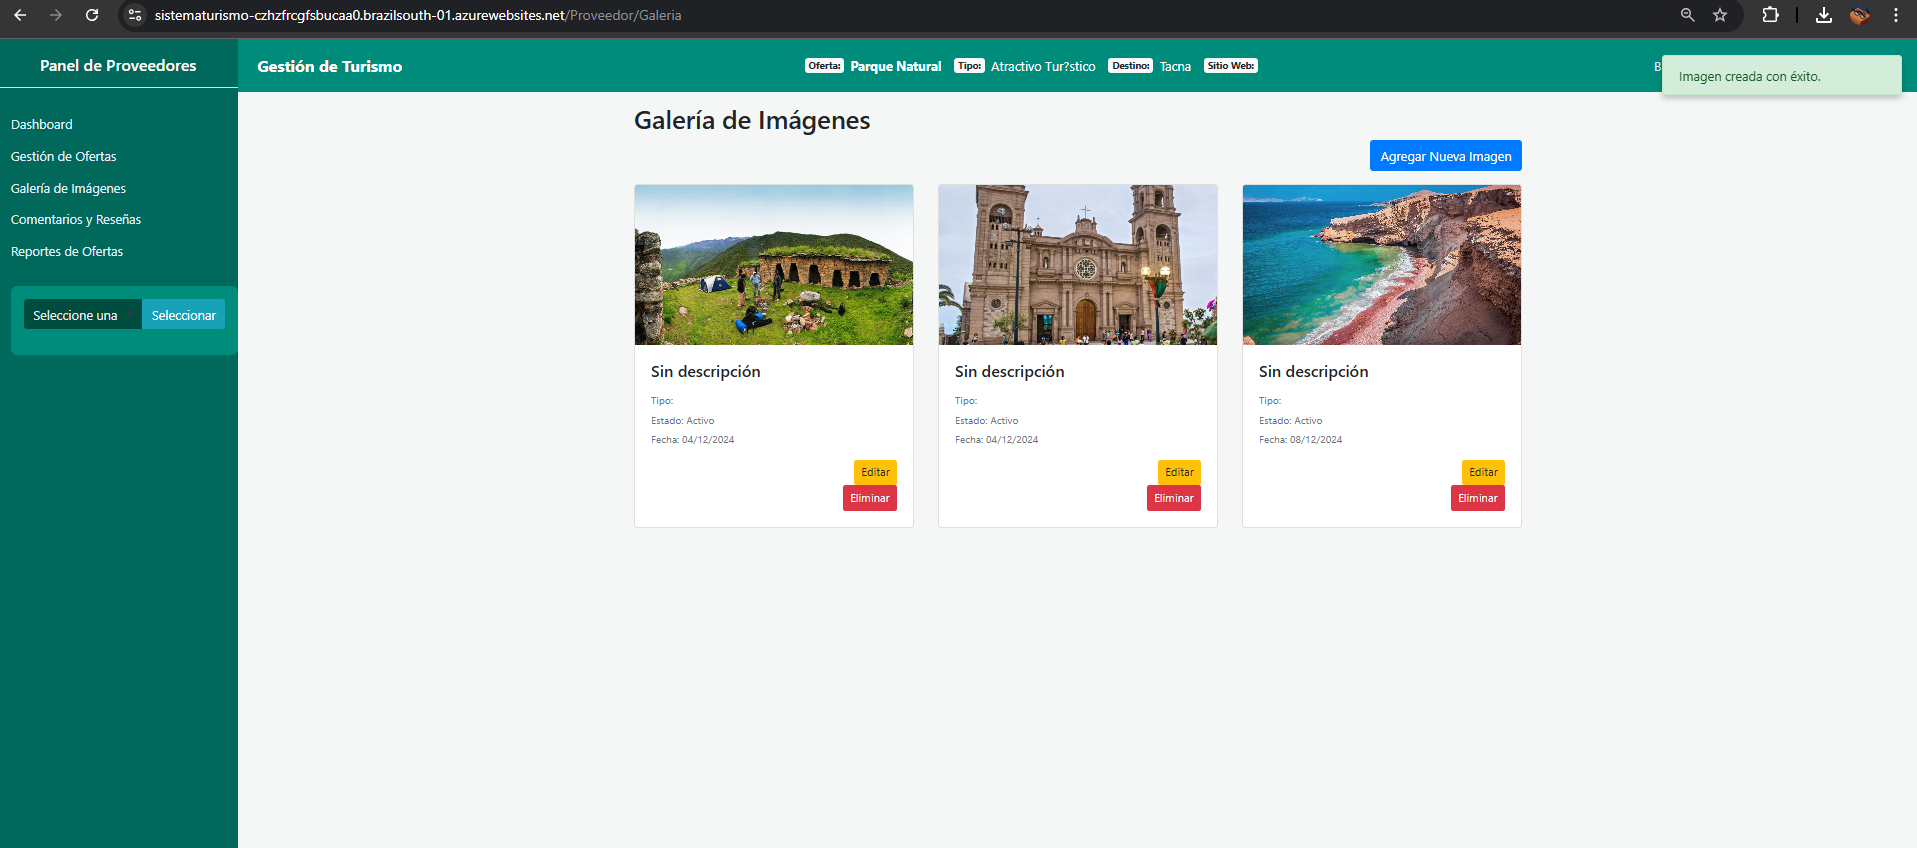 sistematurismo-czhzfrcgfsbucaa0.brazilsouth-01.azurewebsites.net/Proveedor/Galeria
Panel de Proveedores
Gestión de Turismo
Oferta: Parque Natural Tipo: Atractivo Tur?stico Destino: Tacna Sitio Web:
B
Imagen creada con éxito.
Dashboard
Gestión de Ofertas
Galería de Imágenes
Comentarios y Reseñas
Reportes de Ofertas
Seleccione una Seleccionar
Galería de Imágenes
Agregar Nueva Imagen
Sin descripción
Tipo:
Estado: Activo
Fecha: 04/12/2024
Editar
Eliminar
Sin descripción
Tipo:
Estado: Activo
Fecha: 04/12/2024
Editar
Eliminar
Sin descripción
Tipo:
Estado: Activo
Fecha: 08/12/2024
Editar
Eliminar